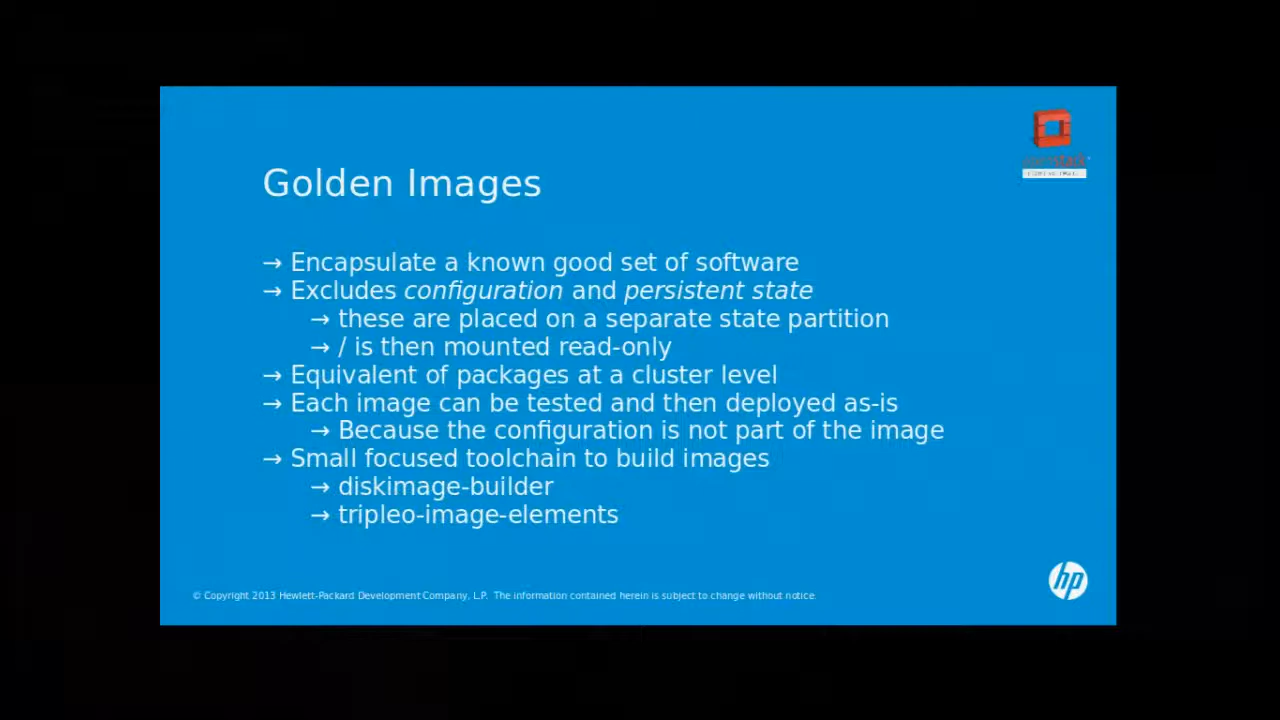 Golden Images
→ Encapsulate a known good set of software
→ Excludes configuration and persistent state
→ these are placed on a separate state partition
→ / is then mounted read-only
→ Equivalent of packages at a cluster level
→ Each image can be tested and then deployed as-is
→ Because the configuration is not part of the image
→ Small focused toolchain to build images
→ diskimage-builder
→ tripleo-image-elements
hp
© Copyright 2013 Hewlett-Packard Development Company, L.P. The information contained herein is subject to change without notice.